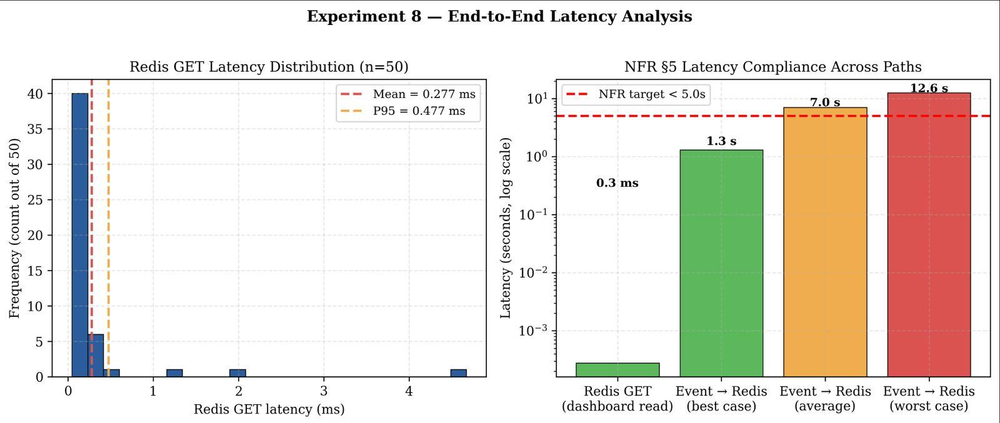 Experiment 8 — End-to-End Latency Analysis
Redis GET Latency Distribution (n=50)
Mean = 0.277 ms
P95 = 0.477 ms
Frequency (count out of 50)
40
35
30
25
20
15
10
5
0
0 1 2 3 4
Redis GET latency (ms)
NFR §5 Latency Compliance Across Paths
NFR target < 5.0s
Latency (seconds, log scale)
10¹
10⁰
10⁻¹
10⁻²
10⁻³
0.3 ms
1.3 s
7.0 s
12.6 s
Redis GET
(dashboard read)
Event → Redis
(best case)
Event → Redis
(average)
Event → Redis
(worst case)